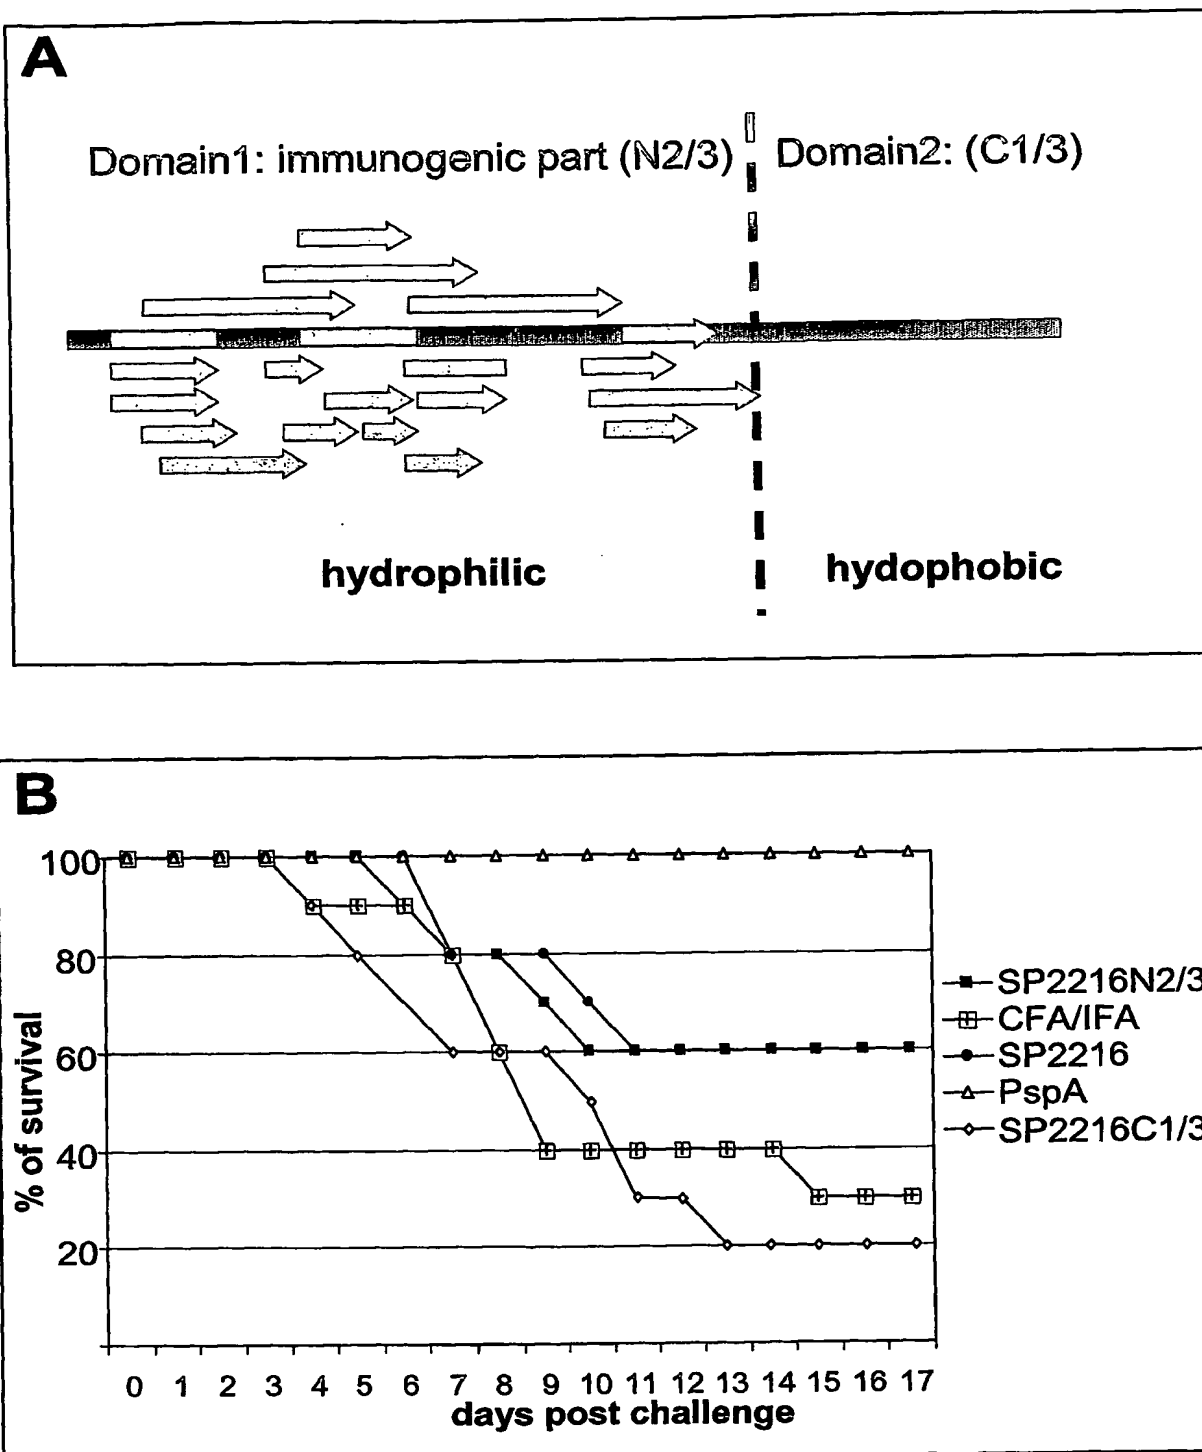 A
Domain1: immunogenic part (N2/3)
Domain2: (C1/3)
hydrophilic
hydophobic
B
100
80
60
40
20
% of survival
0 1 2 3 4 5 6 7 8 9 10 11 12 13 14 15 16 17
days post challenge
SP2216N2/3
CFA/IFA
SP2216
PspA
SP2216C1/3